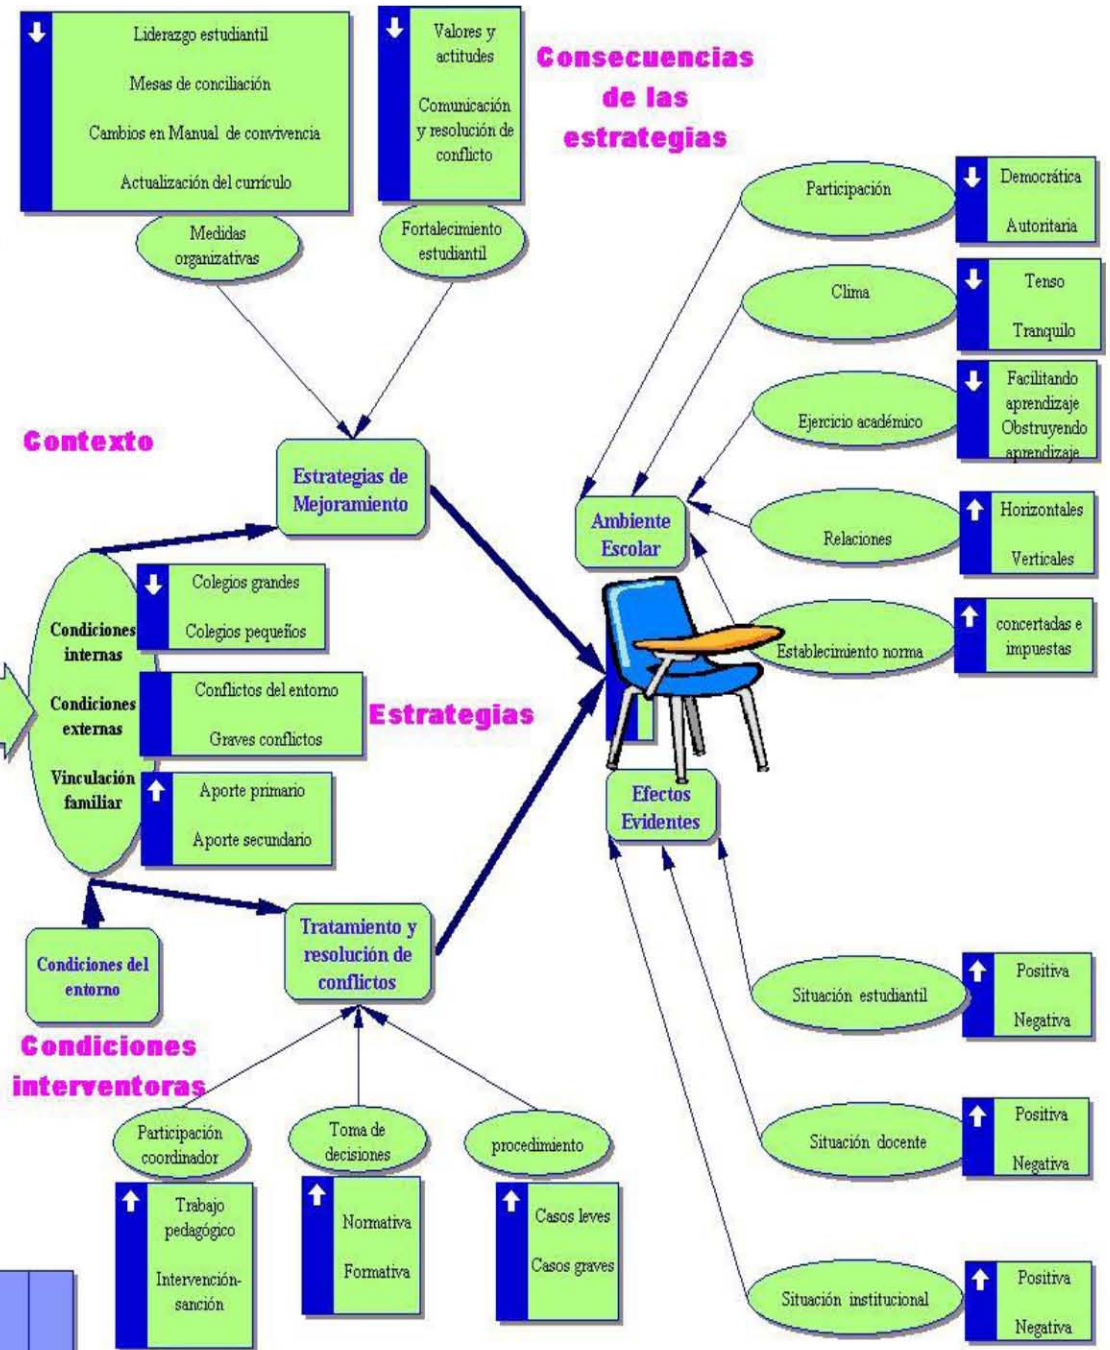 Liderazgo estudiantil
Mesas de conciliación
Cambios en Manual de convivencia
Actualización del currículo
Medidas
organizativas
Valores y
actitudes
Comunicación
y resolución de
conflicto
Fortalecimiento
estudiantil
Consecuencias
de las
estrategias
Participación
Democrática
Autoritaria
Clima
Tenso
Tranquilo
Ejercicio académico
Facilitando
aprendizaje
Obstruyendo
aprendizaje
Relaciones
Horizontales
Verticales
Establecimiento norma
concertadas e
impuestas
Contexto
Estrategias de
Mejoramiento
Ambiente
Escolar
Condiciones
internas
Condiciones
externas
Vinculación
familiar
Colegios grandes
Colegios pequeños
Conflictos del entorno
Graves conflictos
Aporte primario
Aporte secundario
Estrategias
Efectos
Evidentes
Condiciones del
entorno
Tratamiento y
resolución de
conflictos
Condiciones
interventoras
Participación
coordinador
Trabajo
pedagógico
Intervención-
sanción
Toma de
decisiones
Normativa
Formativa
procedimiento
Casos leves
Casos graves
Situación estudiantil
Positiva
Negativa
Situación docente
Positiva
Negativa
Situación institucional
Positiva
Negativa